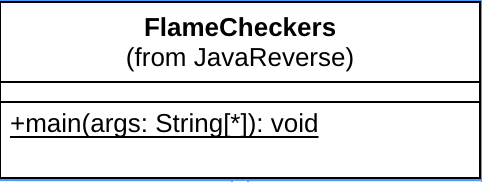 FlameCheckers
(from JavaReverse)
+main(args: String[*]): void